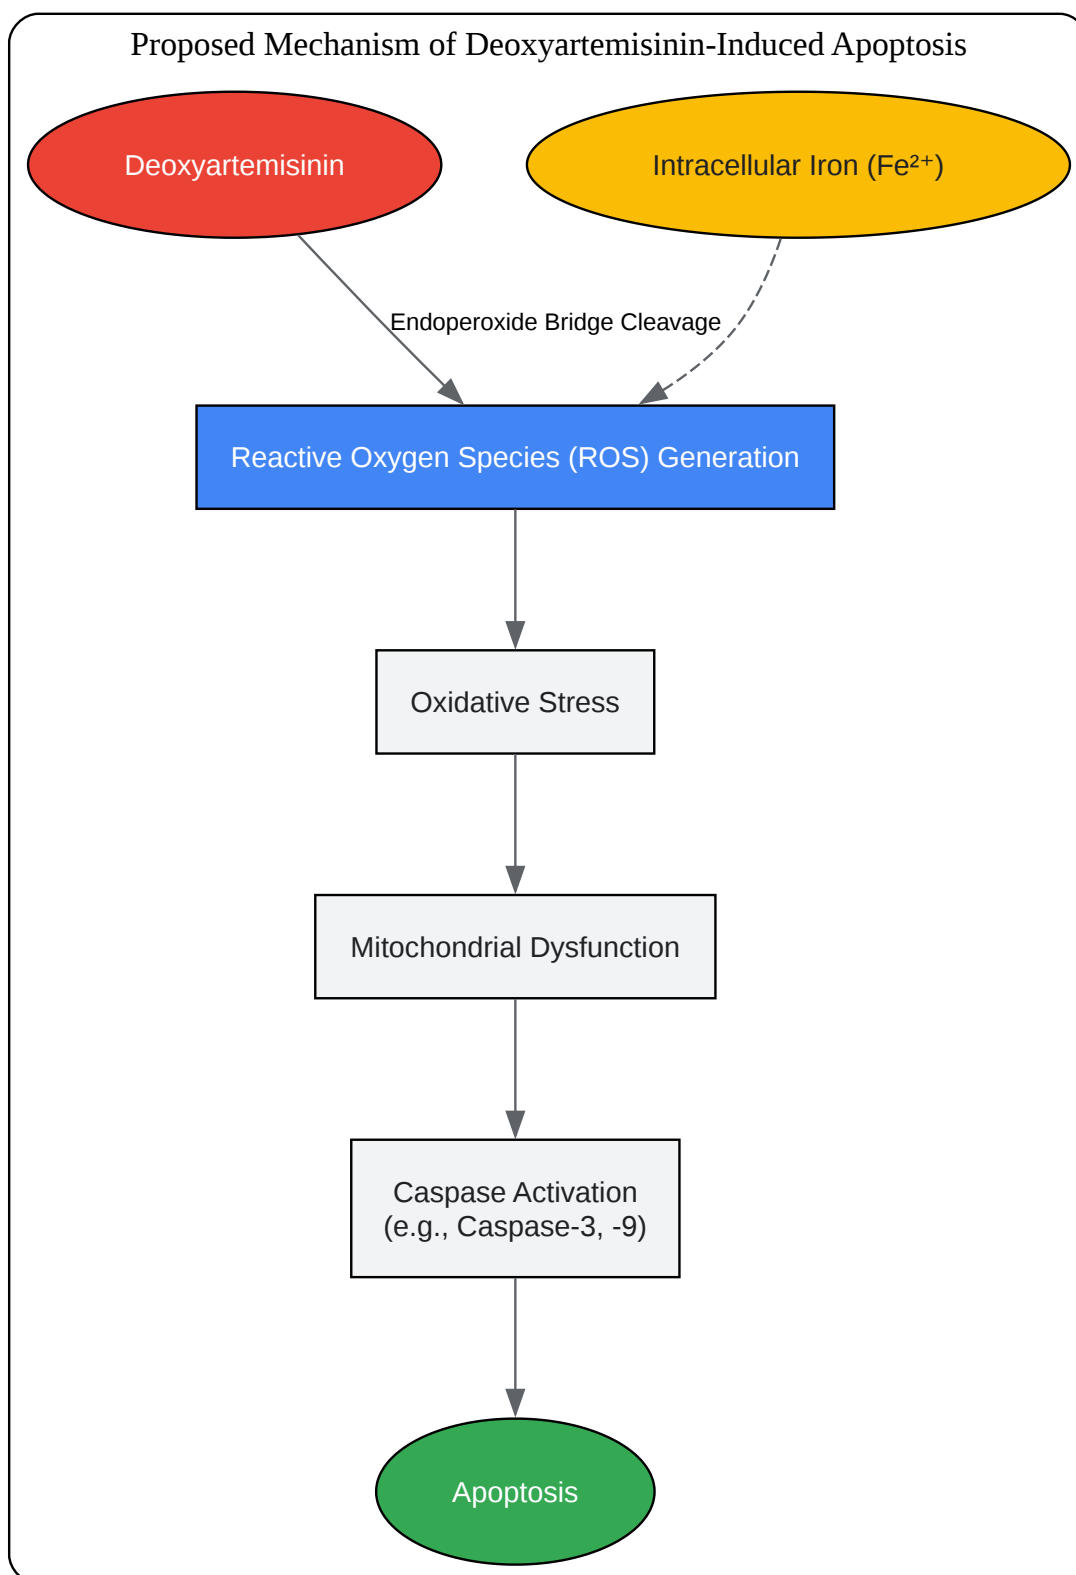 Proposed Mechanism of Deoxyartemisinin-Induced Apoptosis
Deoxyartemisinin
Intracellular Iron (Fe²⁺)
Endoperoxide Bridge Cleavage
Reactive Oxygen Species (ROS) Generation
Oxidative Stress
Mitochondrial Dysfunction
Caspase Activation
(e.g., Caspase-3, -9)
Apoptosis